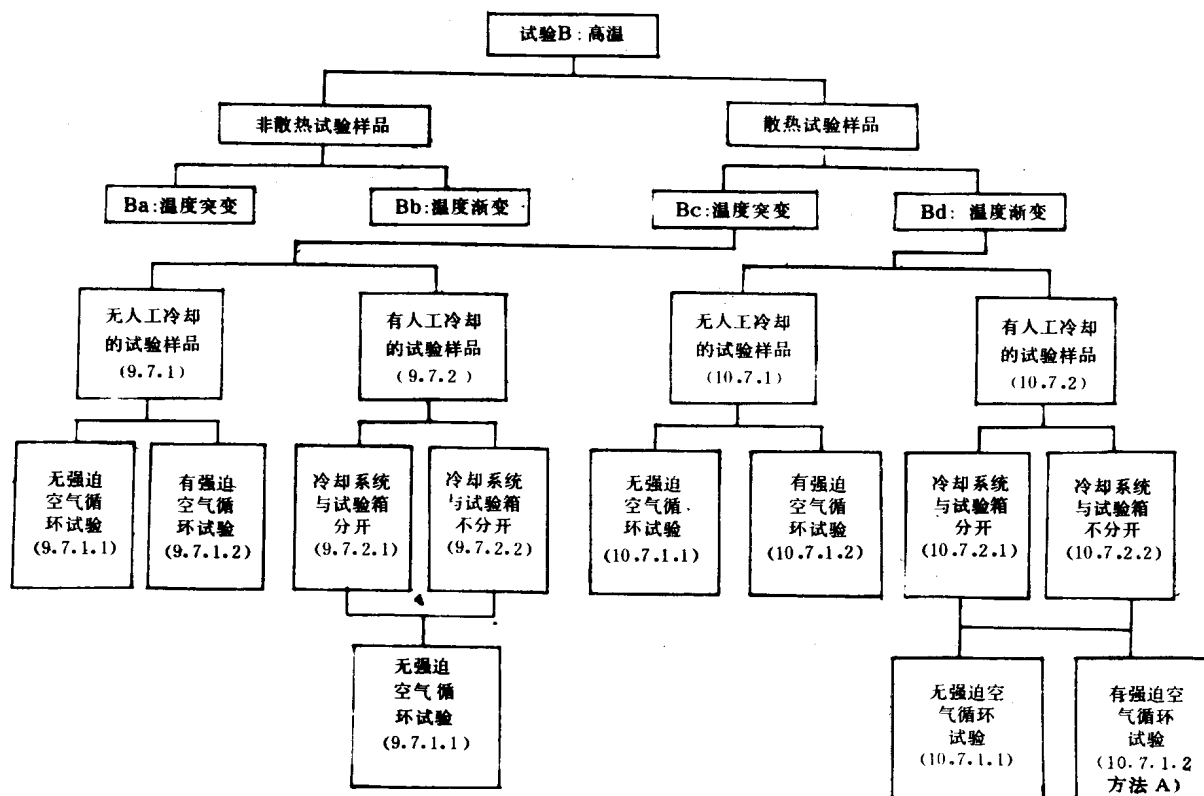 试验B：高温
非散热试验样品
散热试验样品
Ba:温度突变
Bb:温度渐变
Bc:温度突变
Bd: 温度渐变
无人工冷却
的试验样品
(9.7.1)
有人工冷却
的试验样品
(9.7.2)
无人工冷却
的试验样品
(10.7.1)
有人工冷却
的试验样品
(10.7.2)
无强迫
空气循
环试验
(9.7.1.1)
有强迫
空气循
环试验
(9.7.1.2)
冷却系统
与试验箱
分开
(9.7.2.1)
冷却系统
与试验箱
不分开
(9.7.2.2)
无强迫
空气循
环试验
(10.7.1.1)
有强迫
空气循
环试验
(10.7.1.2)
冷却系统
与试验箱
分开
(10.7.2.1)
冷却系统
与试验箱
不分开
(10.7.2.2)
无强迫
空气循
环试验
(9.7.1.1)
无强迫空
气循环
试验
(10.7.1.1)
有强迫空
气循环
试验
(10.7.1.2
方法 A)